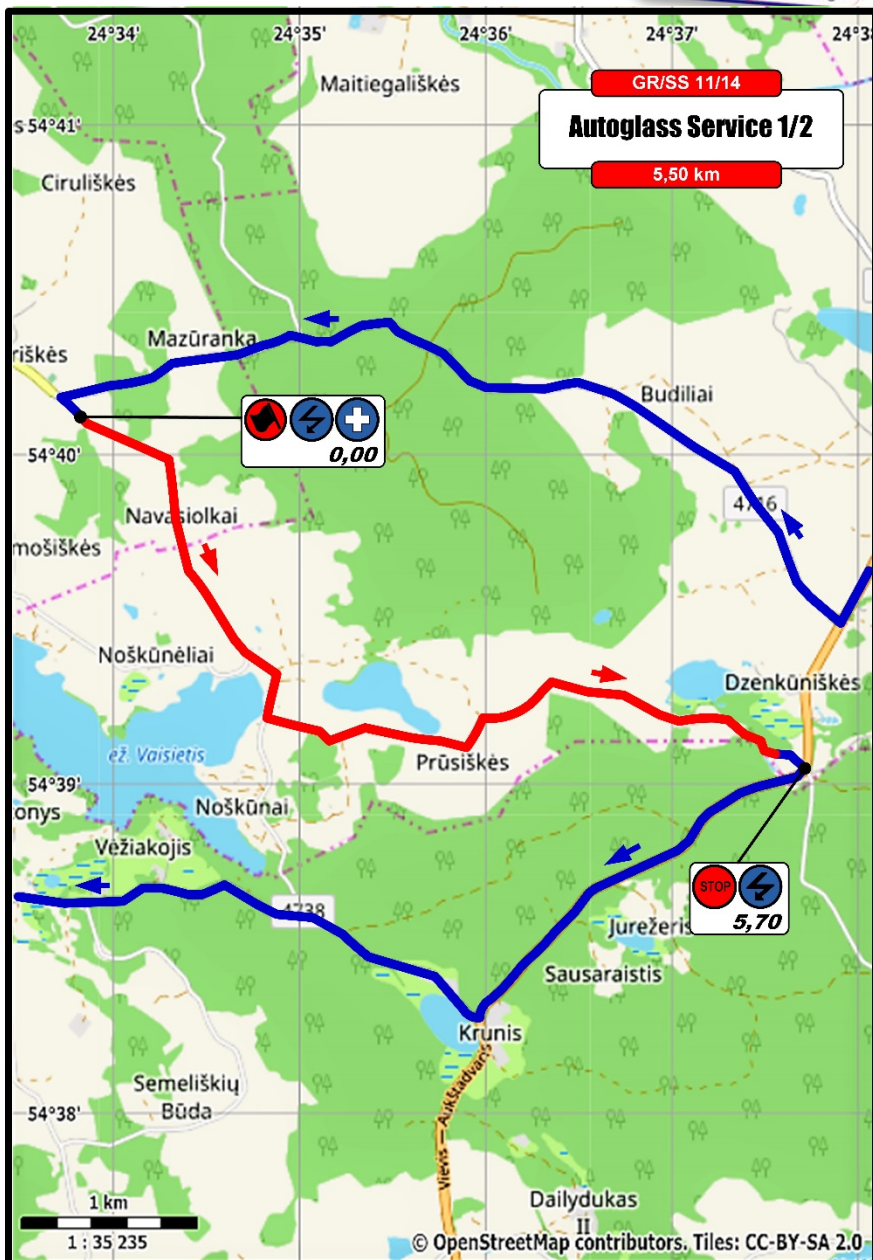 24°34'
24°35'
24°36'
24°37'
24°38
Maitiegališkės
GR/SS 11/14
Autoglass Service 1/2
5,50 km
54°41'
Ciruliškės
Mazūranka
riškės
Budiliai
0,00
54°40'
4716
Navasiolkai
mošiškės
Noškūnėliai
Dzenkūniškės
ež. Vaisietis
Prūsiškės
54°39'
onys
Noškūnai
Vėžiakojis
STOP
5,70
4738
Jurežeris
Sausaraistis
Krunis
Semeliškių
Būda
54°38'
Vievis — Aukštadvaris
1 km
1 : 35 235
Dailydukas
II
© OpenStreetMap contributors. Tiles: CC-BY-SA 2.0